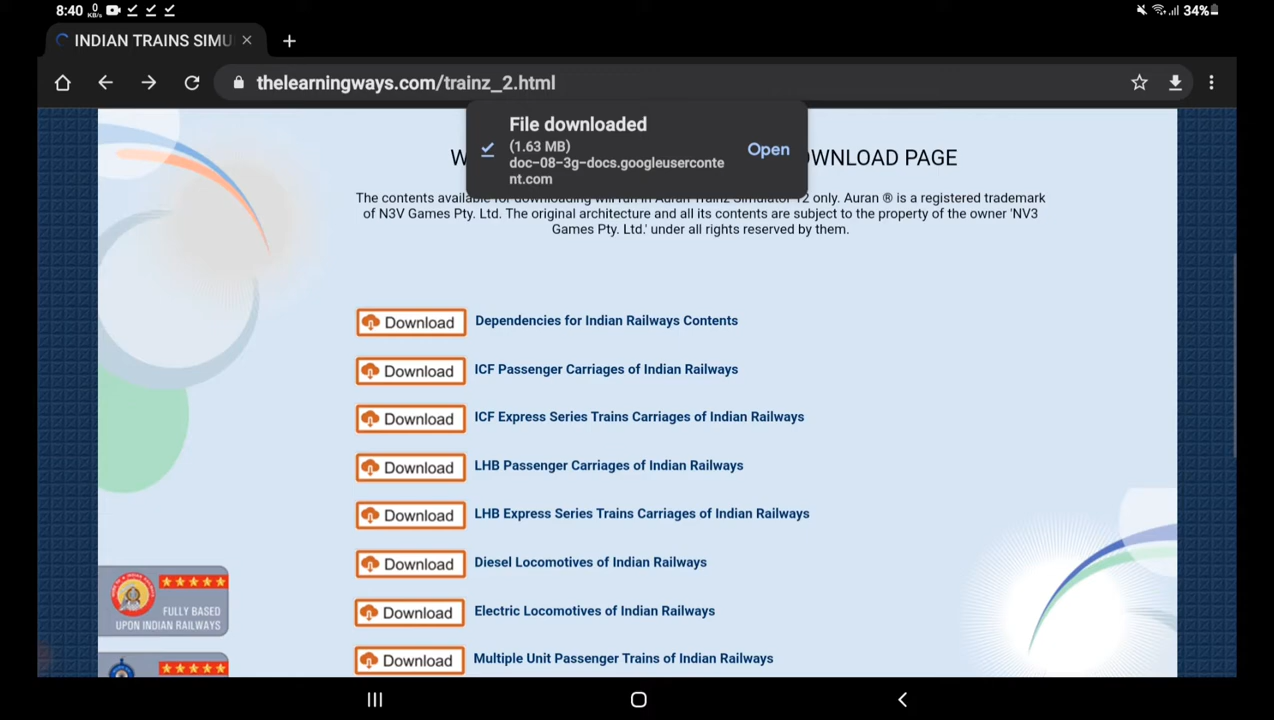 8:40 0 KB/s 34%
INDIAN TRAINS SIMU
thelearningways.com/trainz_2.html
File downloaded
(1.63 MB)
doc-08-3g-docs.googleuserconte
nt.com
Open
W OWNLOAD PAGE
The contents available for downloading will run in Auran Trainz Simulator 12 only. Auran ® is a registered trademark
of N3V Games Pty. Ltd. The original architecture and all its contents are subject to the property of the owner 'NV3
Games Pty. Ltd.' under all rights reserved by them.
Download Dependencies for Indian Railways Contents
Download ICF Passenger Carriages of Indian Railways
Download ICF Express Series Trains Carriages of Indian Railways
Download LHB Passenger Carriages of Indian Railways
Download LHB Express Series Trains Carriages of Indian Railways
Download Diesel Locomotives of Indian Railways
Download Electric Locomotives of Indian Railways
Download Multiple Unit Passenger Trains of Indian Railways
FULLY BASED
UPON INDIAN RAILWAYS